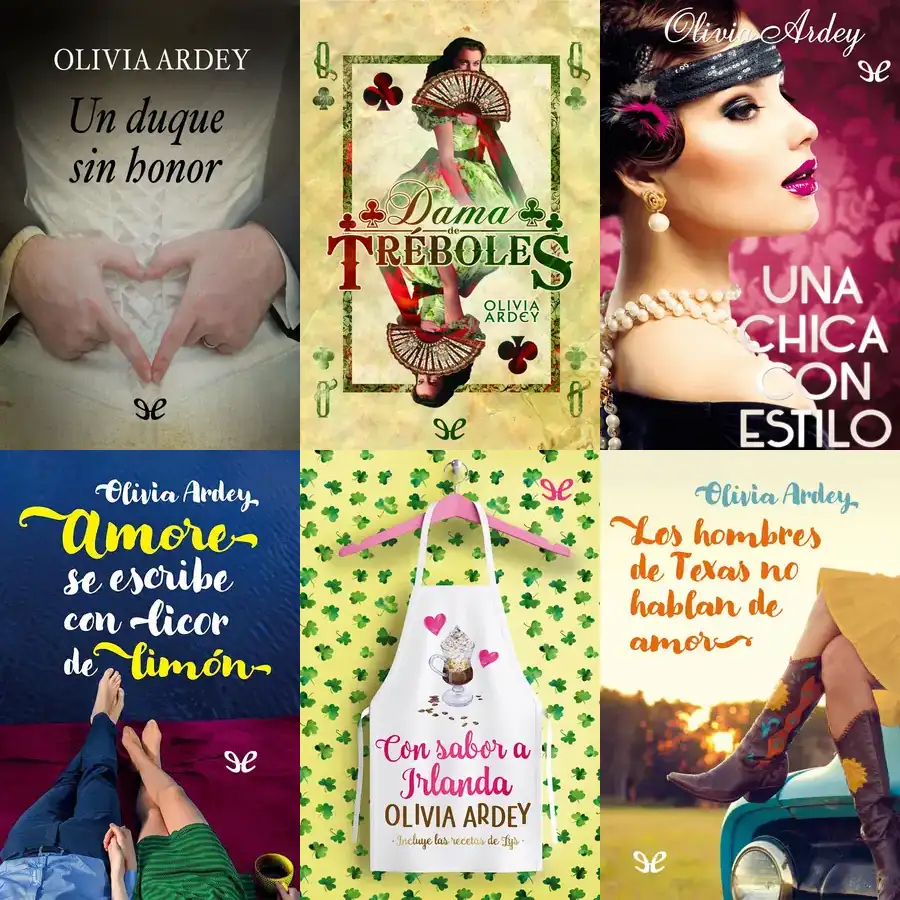 OLIVIA ARDEY
Un duque
sin honor
Q
Q
Dama
de
TRÉBOLES
OLIVIA
ARDEY
Q
Q
Olivia Ardey
UNA
CHICA
CON
ESTILO
Olivia Ardey
Amore
se escribe
con licor
de limón
Con sabor a
Irlanda
OLIVIA ARDEY
· Incluye las recetas de Lys ·
Olivia Ardey
Los hombres
de Texas no
hablan de
amor